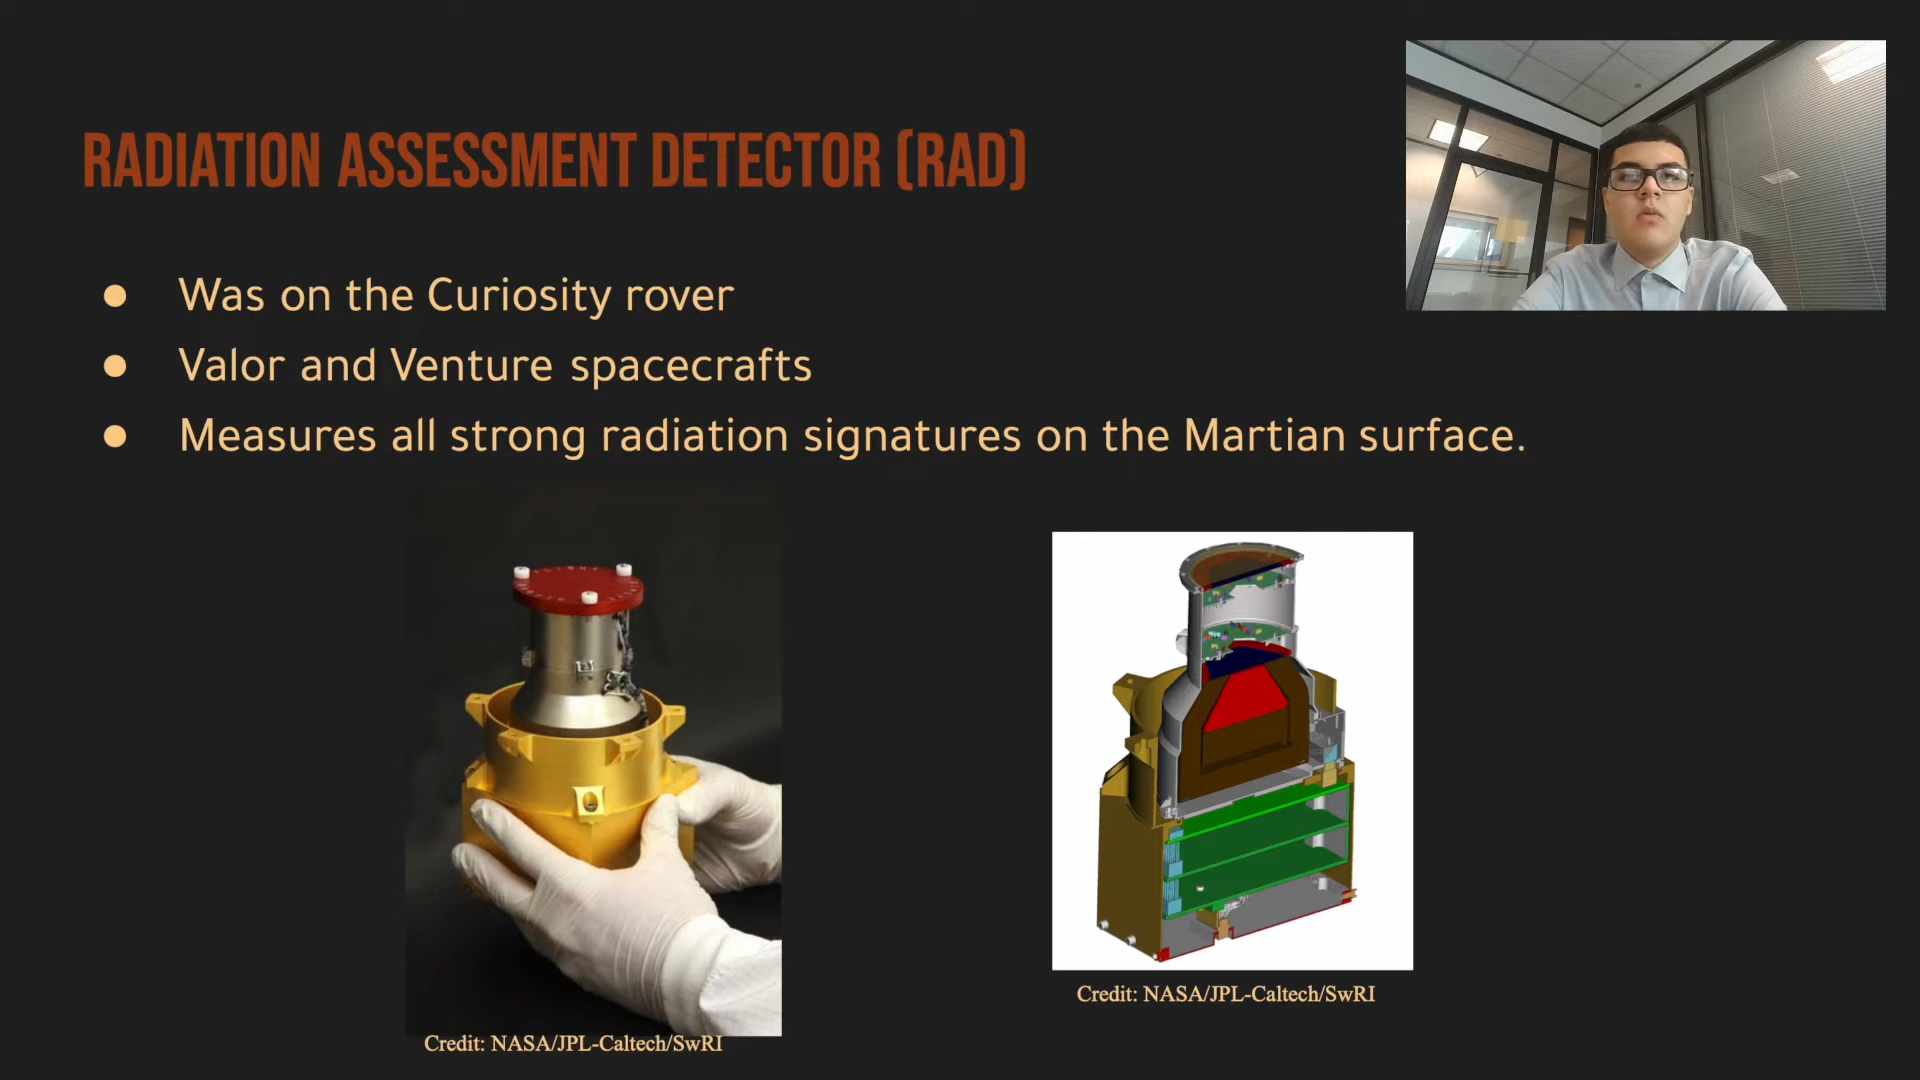 RADIATION ASSESSMENT DETECTOR (RAD)
● Was on the Curiosity rover
● Valor and Venture spacecrafts
● Measures all strong radiation signatures on the Martian surface.
Credit: NASA/JPL-Caltech/SwRI
Credit: NASA/JPL-Caltech/SwRI